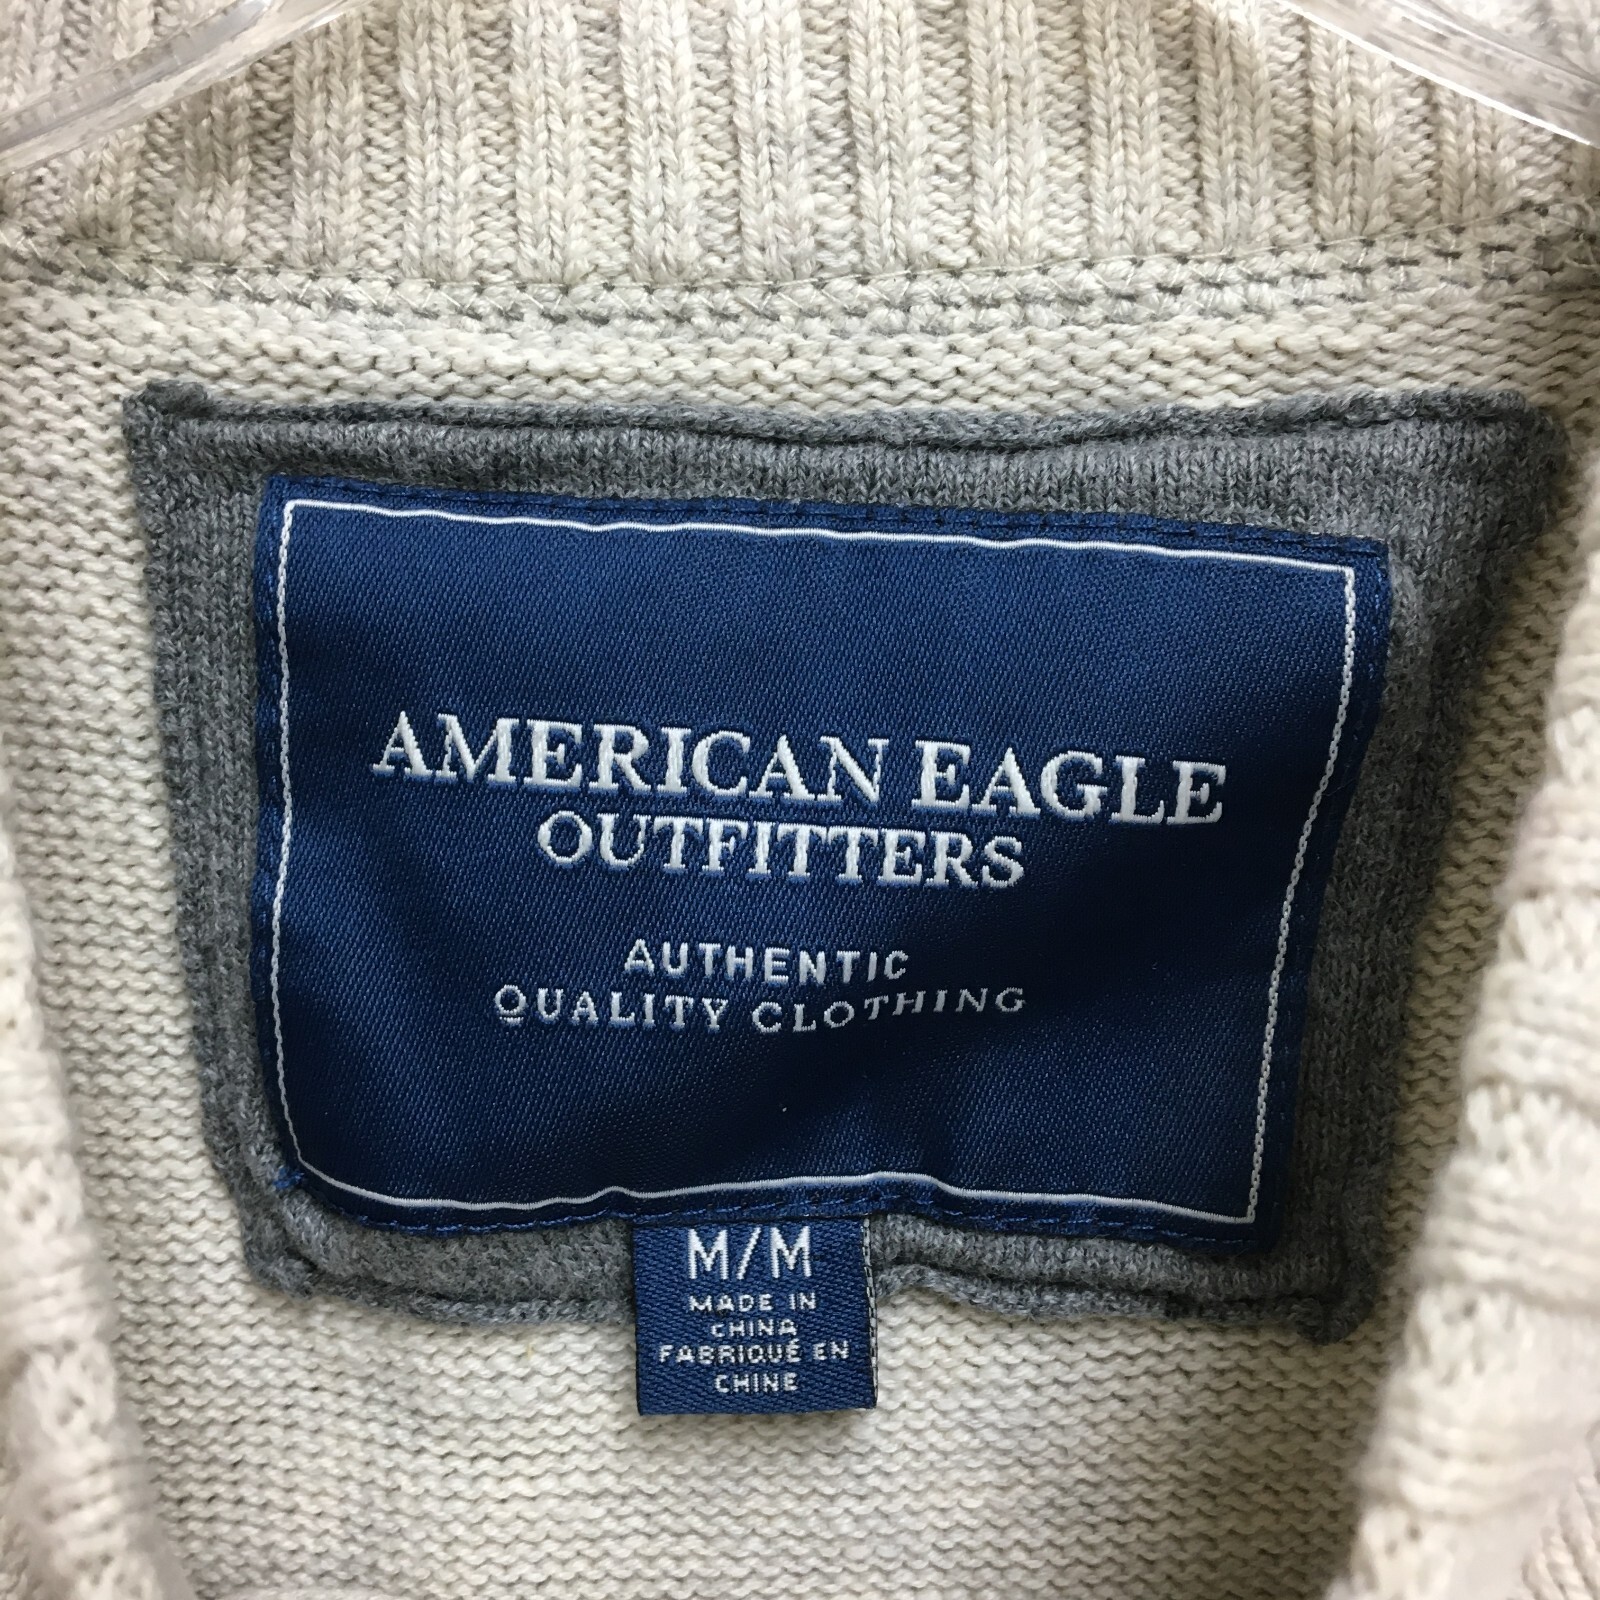 AMERICAN EAGLE
OUTFITTERS
AUTHENTIC
QUALITY CLOTHING
M/M
MADE IN
CHINA
FABRIQUÉ EN
CHINE